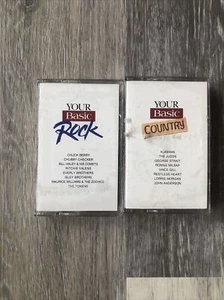 YOUR
Basic
Rock
CHUCK BERRY
CHUBBY CHECKER
BILL HALEY & HIS COMETS
RITCHIE VALENS
EVERLY BROTHERS
ISLEY BROTHERS
MAURICE WILLIAMS & THE ZODIACS
THE TOKENS
YOUR
Basic
COUNTRY
ALABAMA
THE JUDDS
GEORGE STRAIT
RONNIE MILSAP
VINCE GILL
RESTLESS HEART
LORRIE MORGAN
JOHN ANDERSON